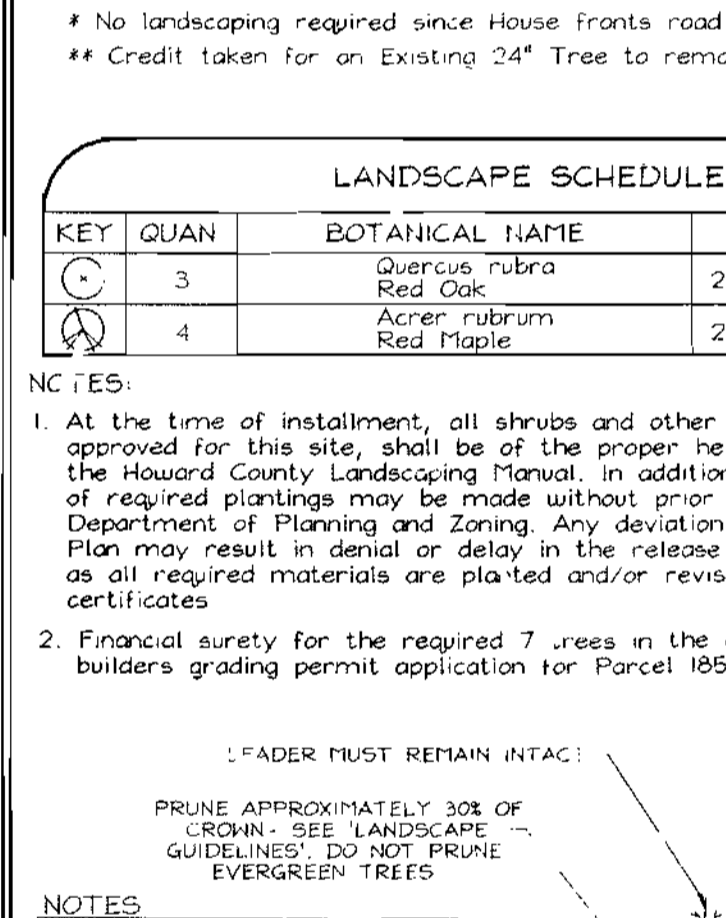 * No landscaping required since House fronts road
** Credit taken for an Existing 24" Tree to
LANDSCAPE SCHEDULE
KEY QUAN BOTANICAL NAME
3 Quercus rubra
Red Oak 2
4 Acrer rubrum
Red Maple 2
NOTES:
1. At the time of installment, all shrubs and other
approved for this site, shall be of the proper he
the Howard County Landscaping Manual. In addition
of required plantings may be made without prior
Department of Planning and Zoning. Any deviation
Plan may result in denial or delay in the release
as all required materials are planted and/or revis
certificates
2. Financial surety for the required 7 trees in the
builders grading permit application for Parcel 185
LEADER MUST REMAIN INTACT
PRUNE APPROXIMATELY 30% OF
CROWN - SEE 'LANDSCAPE
GUIDELINES'. DO NOT PRUNE
EVERGREEN TREES
NOTES